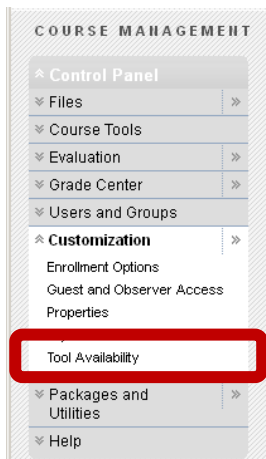 COURSE MANAGEMENT
Control Panel
Files
Course Tools
Evaluation
Grade Center
Users and Groups
Customization
Enrollment Options
Guest and Observer Access
Properties
Tool Availability
Packages and
Utilities
Help